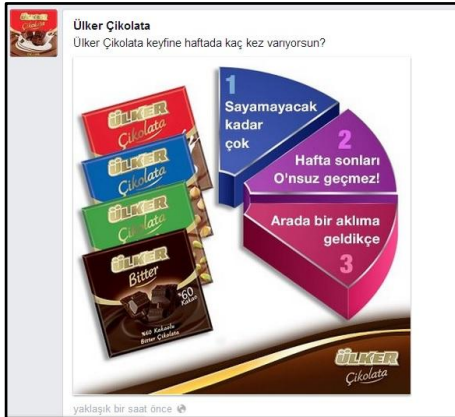 Ülker Çikolata
Ülker Çikolata keyfine haftada kaç kez varıyorsun?
1
Sayamayacak
kadar
çok
2
Hafta sonları
O'nsuz geçmez!
Arada bir aklıma
geldikçe
3
ÜLKER
Çikolata
ÜLKER
Çikolata
ÜLKER
Çikolata
ÜLKER
Bitter
%60
Kakao
%60 Kakaolu
Bitter Çikolata
ÜLKER
Çikolata
yaklaşık bir saat önce